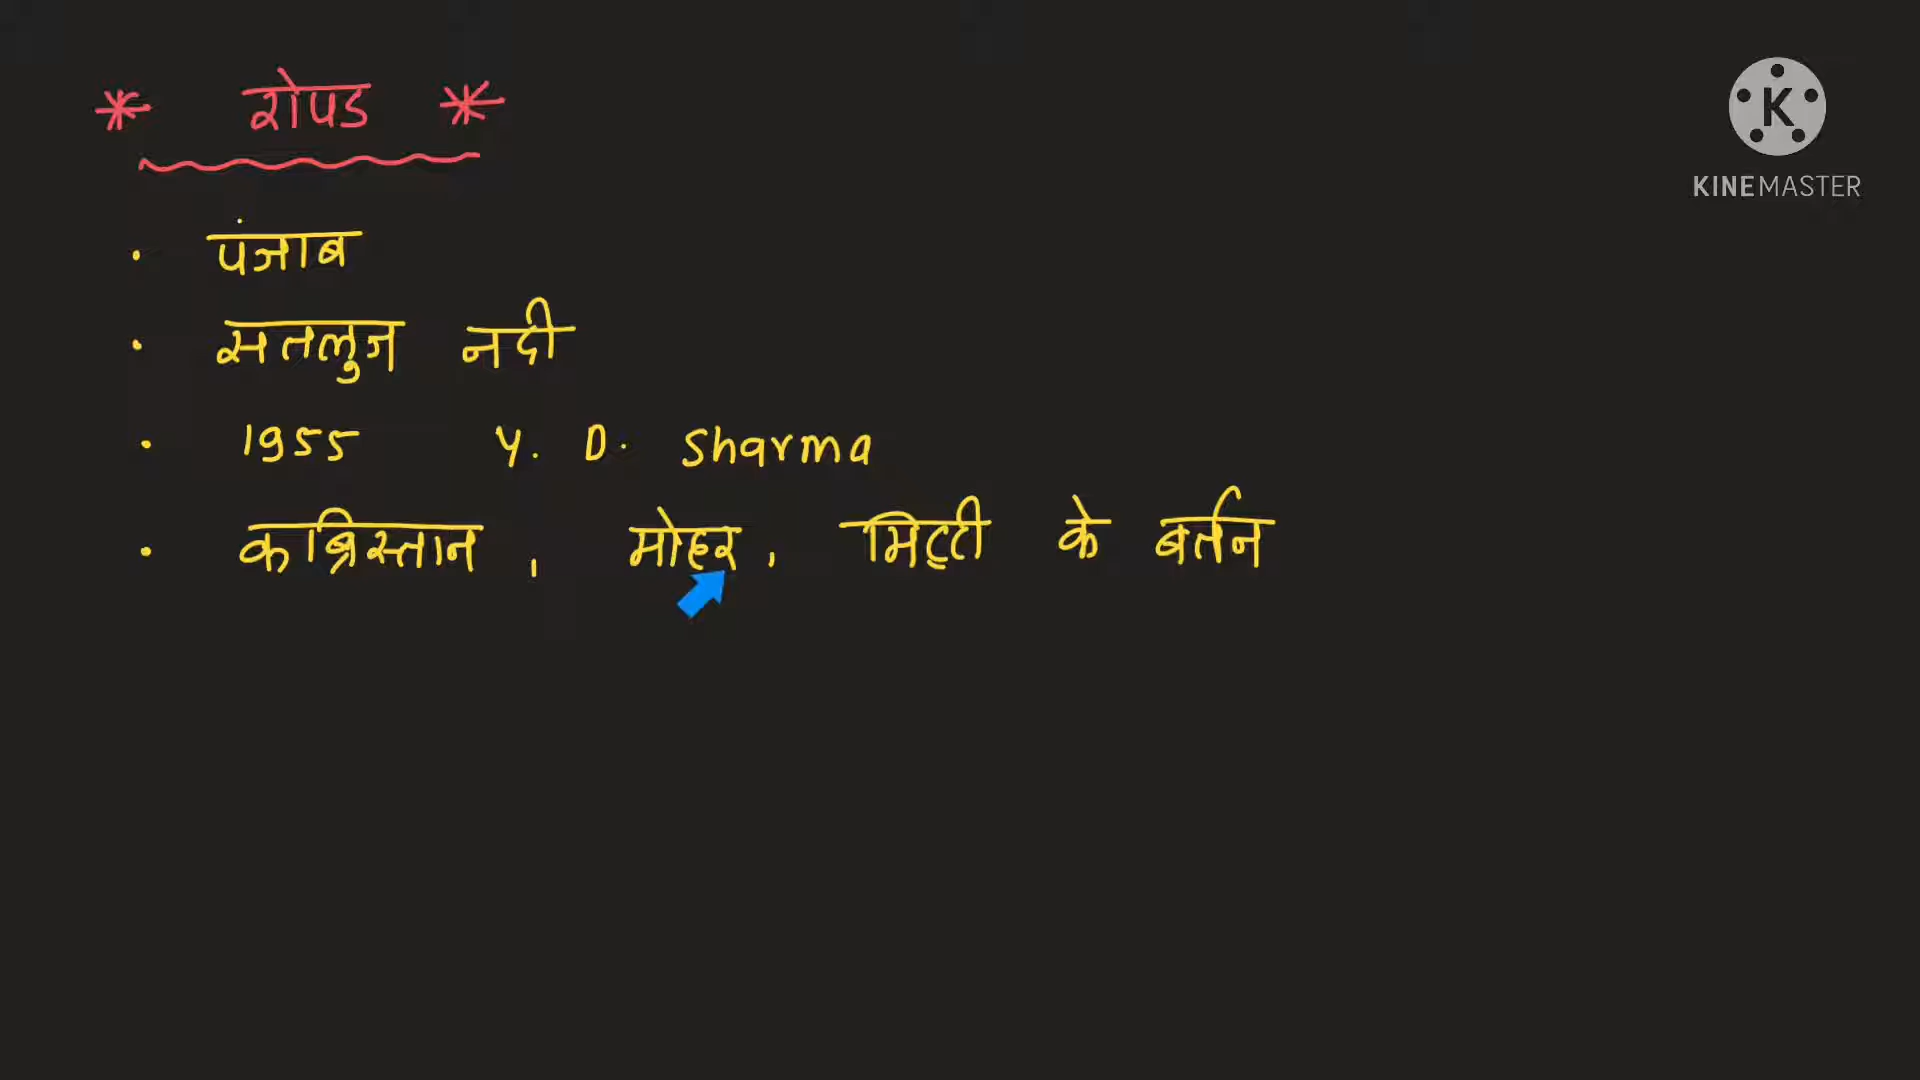 * रोपड *
• पंजाब
• सतलुज नदी
• 1955 Y. D. Sharma
• कब्रिस्तान, मोहर, मिट्टी के बर्तन
K
KINEMASTER